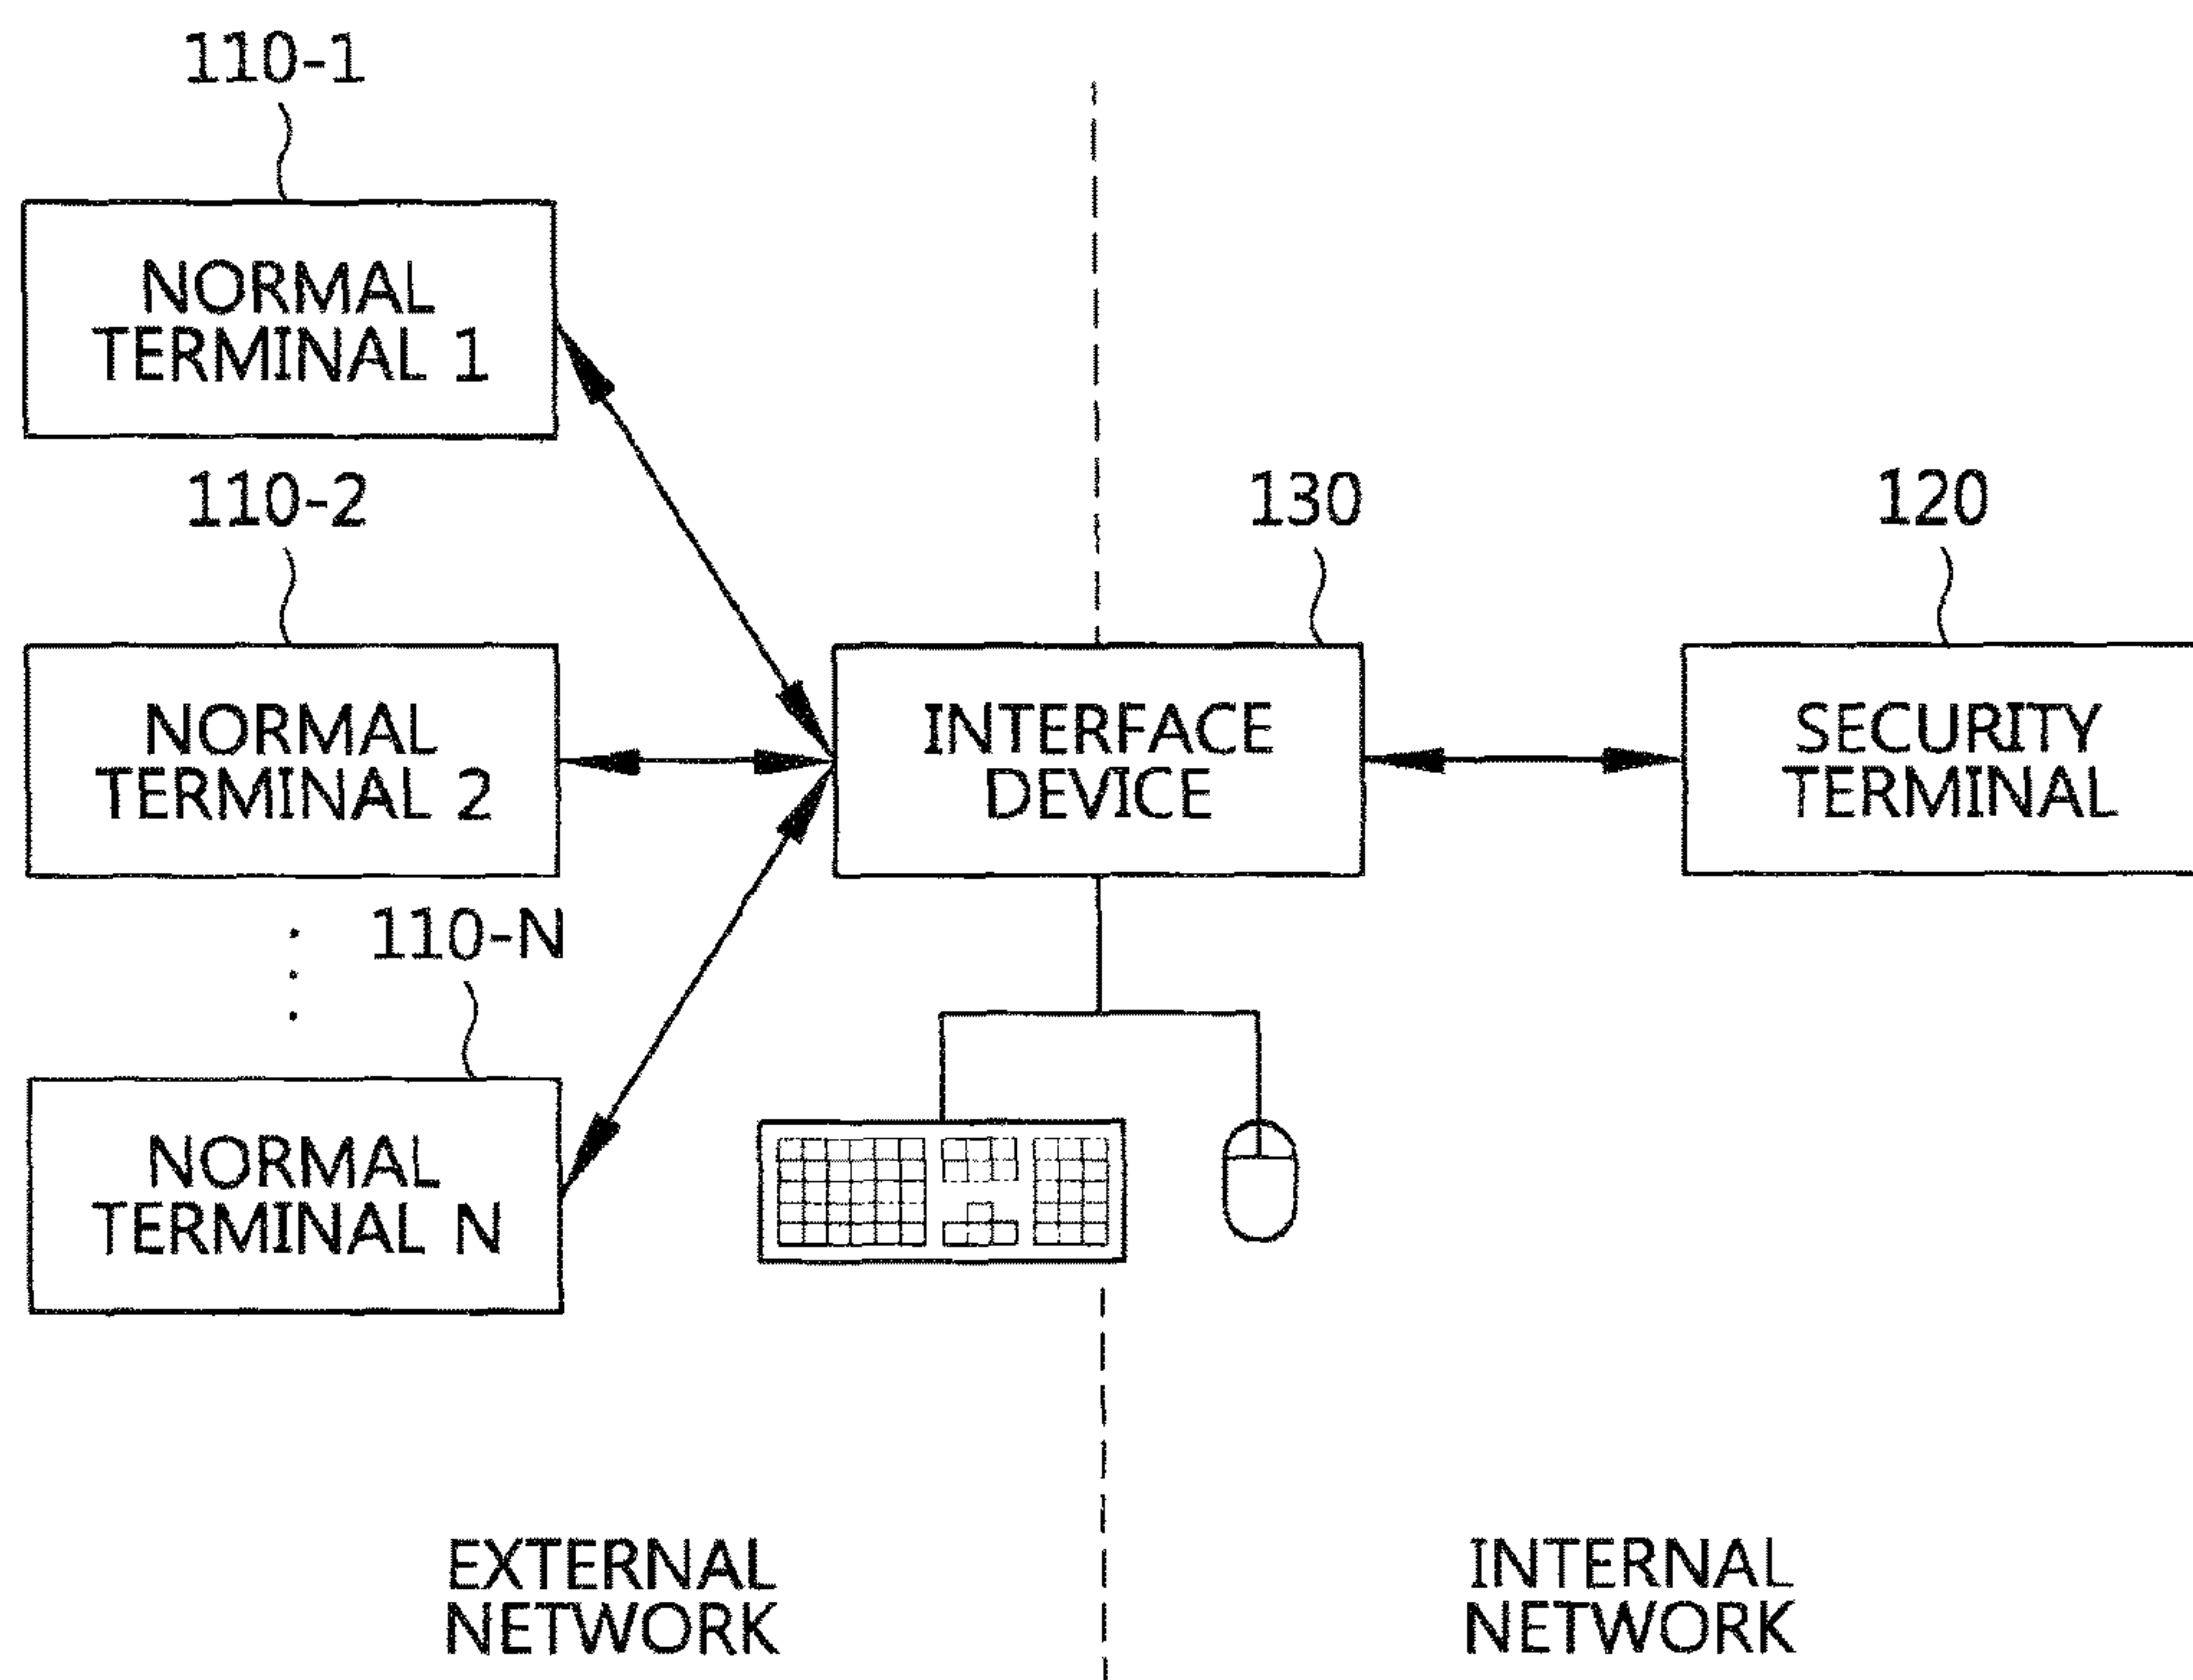 110-1
NORMAL
TERMINAL 1
110-2
NORMAL
TERMINAL 2
110-N
NORMAL
TERMINAL N
130
INTERFACE
DEVICE
120
SECURITY
TERMINAL
EXTERNAL
NETWORK
INTERNAL
NETWORK